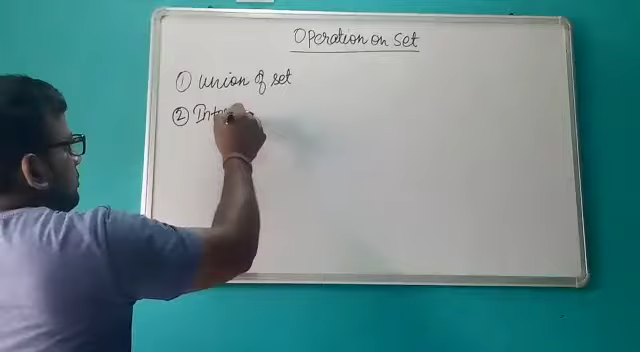 Operation on Set
① Union of set
②